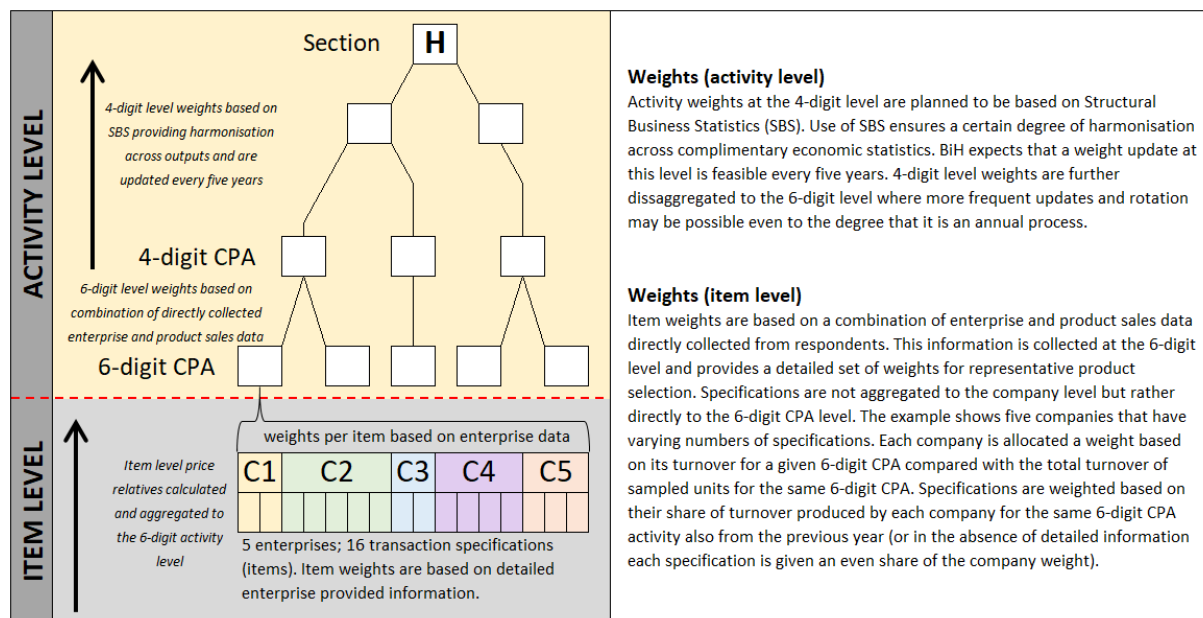 Section H
4-digit level weights based on
SBS providing harmonisation
across outputs and are
updated every five years
ACTIVITY LEVEL
4-digit CPA
6-digit level weights based on
combination of directly collected
enterprise and product sales data
6-digit CPA
weights per item based on enterprise data
C1 C2 C3 C4 C5
Item level price
relatives calculated
and aggregated to
the 6-digit activity
level
ITEM LEVEL
5 enterprises; 16 transaction specifications
(items). Item weights are based on detailed
enterprise provided information.
Weights (activity level)
Activity weights at the 4-digit level are planned to be based on Structural
Business Statistics (SBS). Use of SBS ensures a certain degree of harmonisation
across complimentary economic statistics. BiH expects that a weight update at
this level is feasible every five years. 4-digit level weights are further
dissaggregated to the 6-digit level where more frequent updates and rotation
may be possible even to the degree that it is an annual process.
Weights (item level)
Item weights are based on a combination of enterprise and product sales data
directly collected from respondents. This information is collected at the 6-digit
level and provides a detailed set of weights for representative product
selection. Specifications are not aggregated to the company level but rather
directly to the 6-digit CPA level. The example shows five companies that have
varying numbers of specifications. Each company is allocated a weight based
on its turnover for a given 6-digit CPA compared with the total turnover of
sampled units for the same 6-digit CPA. Specifications are weighted based on
their share of turnover produced by each company for the same 6-digit CPA
activity also from the previous year (or in the absence of detailed information
each specification is given an even share of the company weight).